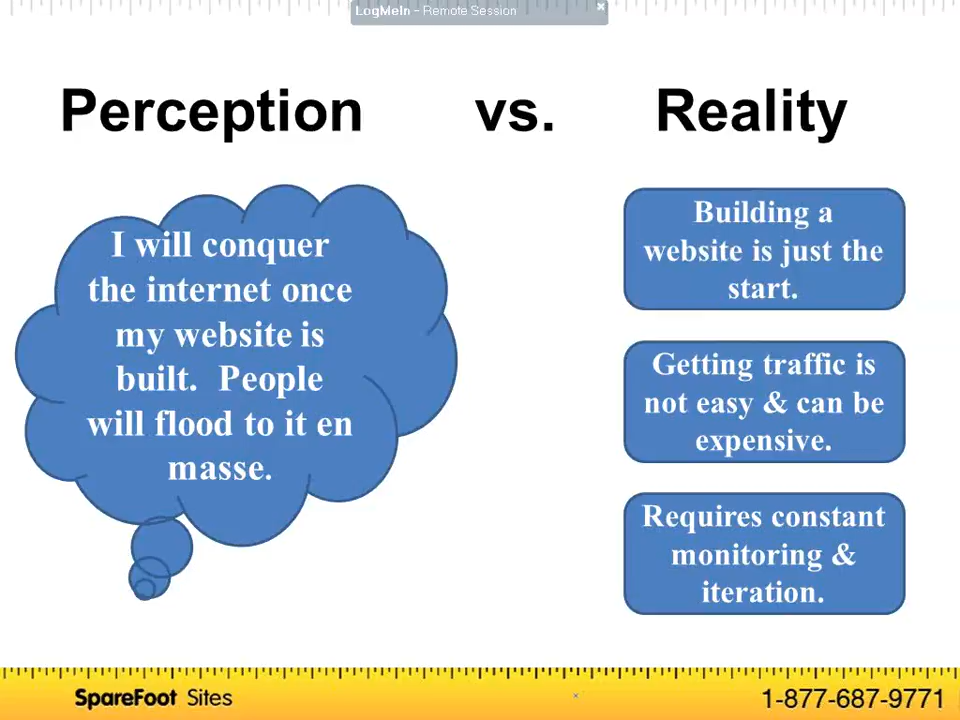 LogMeIn - Remote Session
Perception vs. Reality
I will conquer
the internet once
my website is
built. People
will flood to it en
masse.
Building a
website is just the
start.
Getting traffic is
not easy & can be
expensive.
Requires constant
monitoring &
iteration.
SpareFoot Sites
1-877-687-9771